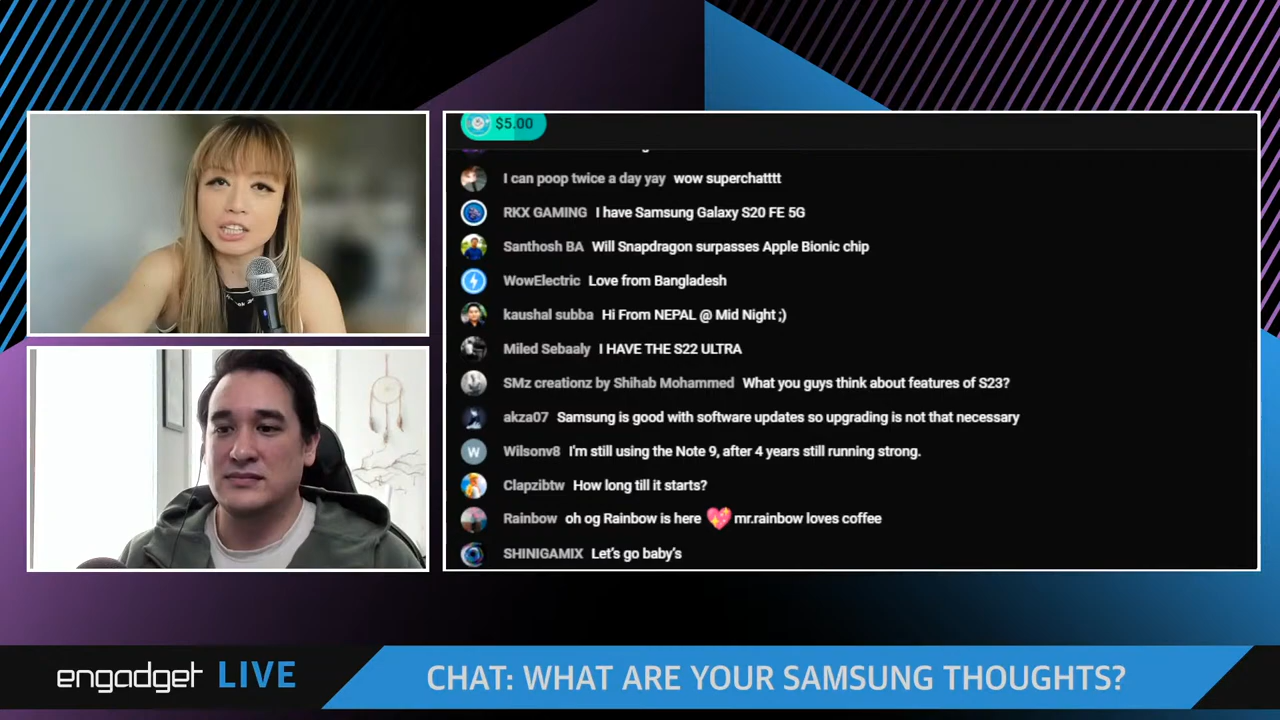 $5.00
I can poop twice a day yay wow superchatttt
RKX GAMING I have Samsung Galaxy S20 FE 5G
Santhosh BA Will Snapdragon surpasses Apple Bionic chip
WowElectric Love from Bangladesh
kaushal subba Hi From NEPAL @ Mid Night ;)
Miled Sebaaly I HAVE THE S22 ULTRA
SMz creationz by Shihab Mohammed What you guys think about features of S23?
akza07 Samsung is good with software updates so upgrading is not that necessary
W Wilsonv8 I'm still using the Note 9, after 4 years still running strong.
Clapzibtw How long till it starts?
Rainbow oh og Rainbow is here 💖 mr.rainbow loves coffee
SHINIGAMIX Let's go baby's
engadget LIVE
CHAT: WHAT ARE YOUR SAMSUNG THOUGHTS?